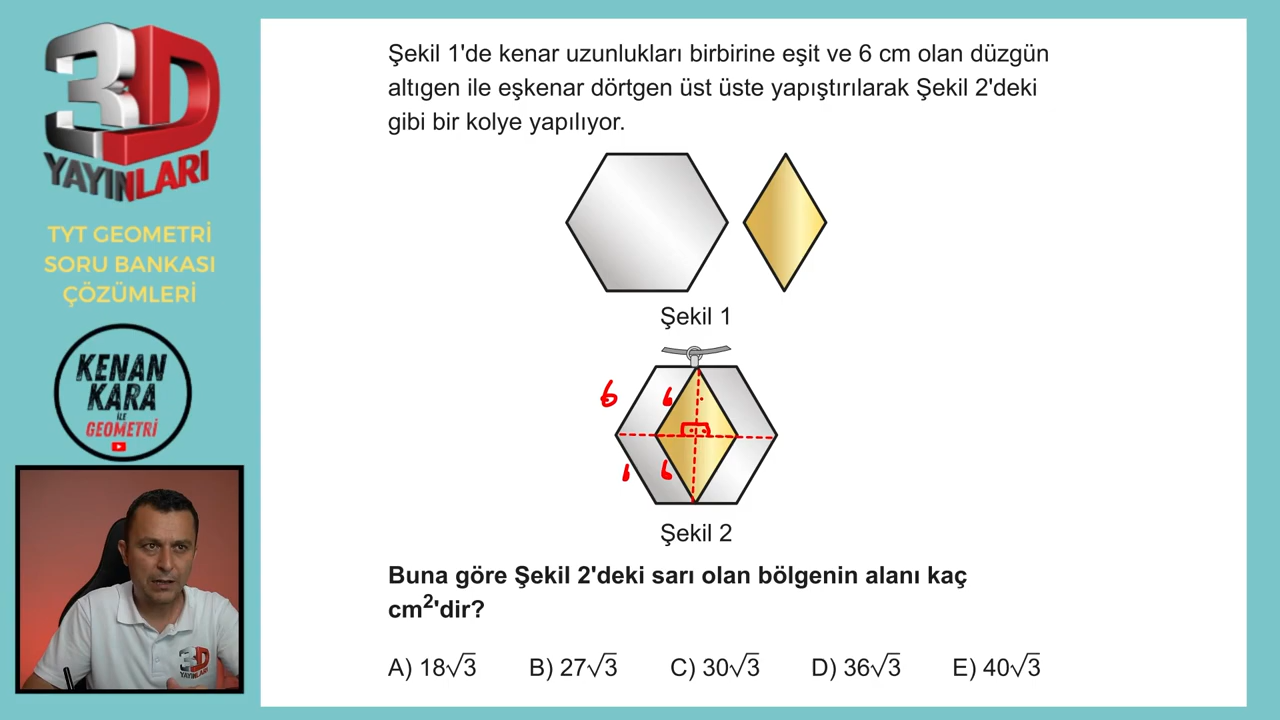 3D
YAYINLARI
TYT GEOMETRİ
SORU BANKASI
ÇÖZÜMLERİ
KENAN
KARA
İLE
GEOMETRİ
3D
YAYINLARI
Şekil 1'de kenar uzunlukları birbirine eşit ve 6 cm olan düzgün
altıgen ile eşkenar dörtgen üst üste yapıştırılarak Şekil 2'deki
gibi bir kolye yapılıyor.
Şekil 1
6 6
6
Şekil 2
Buna göre Şekil 2'deki sarı olan bölgenin alanı kaç
cm²'dir?
A) 18√3 B) 27√3 C) 30√3 D) 36√3 E) 40√3